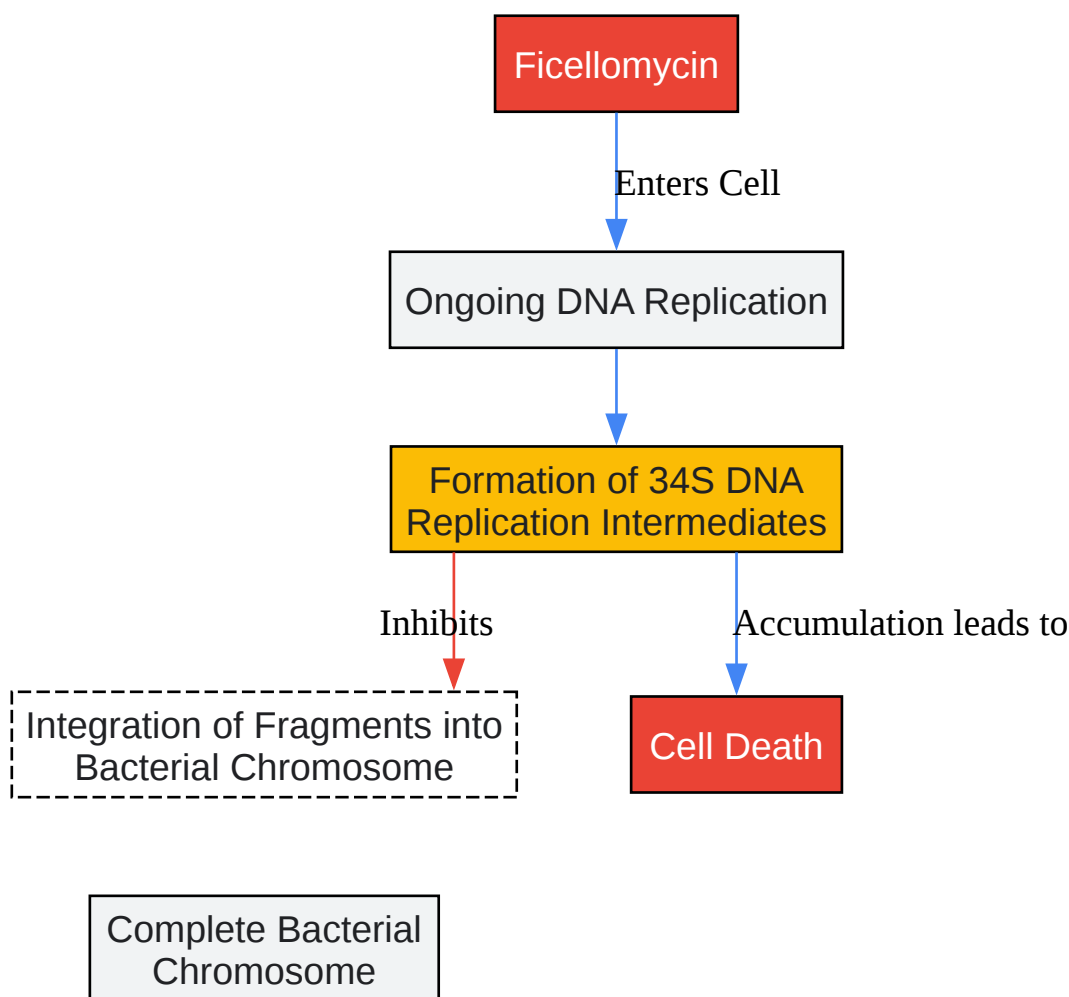 Ficellomycin
Enters Cell
Ongoing DNA Replication
Formation of 34S DNA
Replication Intermediates
Inhibits
Accumulation leads to
Integration of Fragments into
Bacterial Chromosome
Cell Death
Complete Bacterial
Chromosome